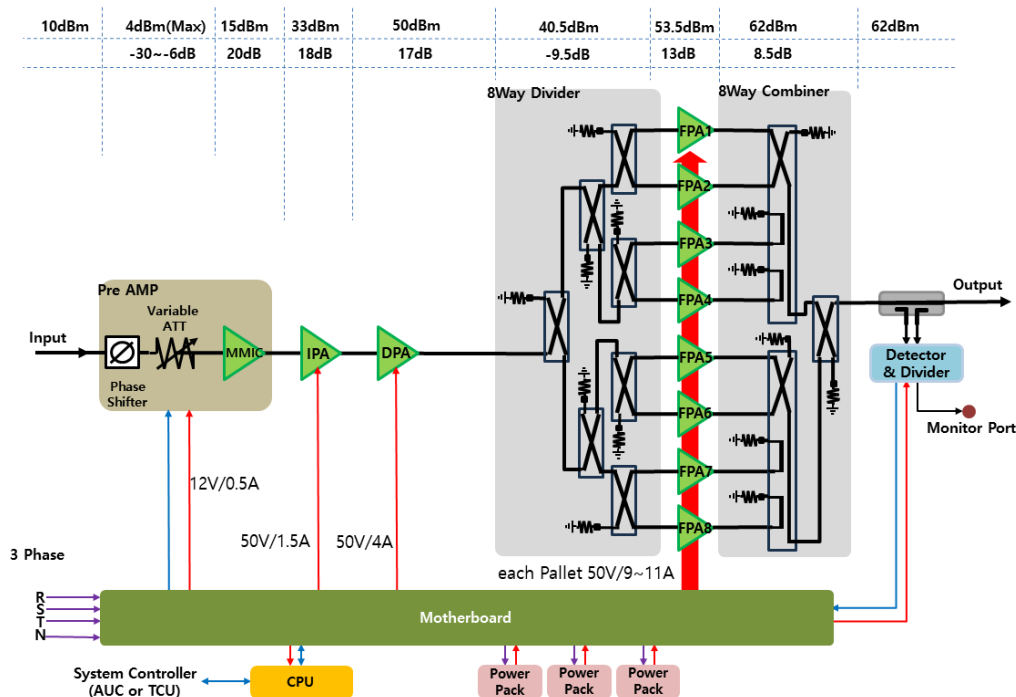 10dBm 4dBm(Max) 15dBm 33dBm 50dBm 40.5dBm 53.5dBm 62dBm 62dBm
-30~-6dB 20dB 18dB 17dB -9.5dB 13dB 8.5dB
8Way Divider
8Way Combiner
FPA1
FPA2
FPA3
FPA4
FPA5
FPA6
FPA7
FPA8
Pre AMP
Variable
ATT
Input
MMIC
IPA
DPA
Phase
Shifter
Output
Detector
& Divider
Monitor Port
12V/0.5A
50V/1.5A
50V/4A
each Pallet 50V/9~11A
3 Phase
R
S
T
N
Motherboard
System Controller
(AUC or TCU)
CPU
Power
Pack
Power
Pack
Power
Pack